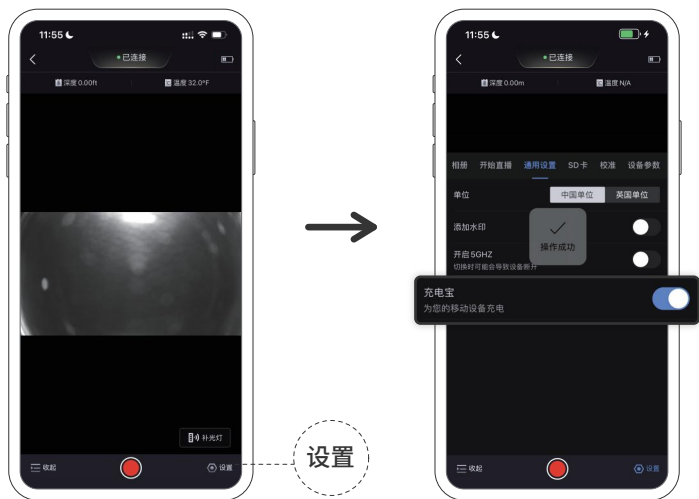 11:55
•已连接
深度 0.00ft
温度 32.0°F
补光灯
收起
设置
设置
11:55
•已连接
深度 0.00m
温度 N/A
相册 开始直播 通用设置 SD卡 校准 设备参数
单位 中国单位 英国单位
添加水印
操作成功
开启5GHZ
切换时可能会导致设备断开
充电宝
为您的移动设备充电
收起
设置